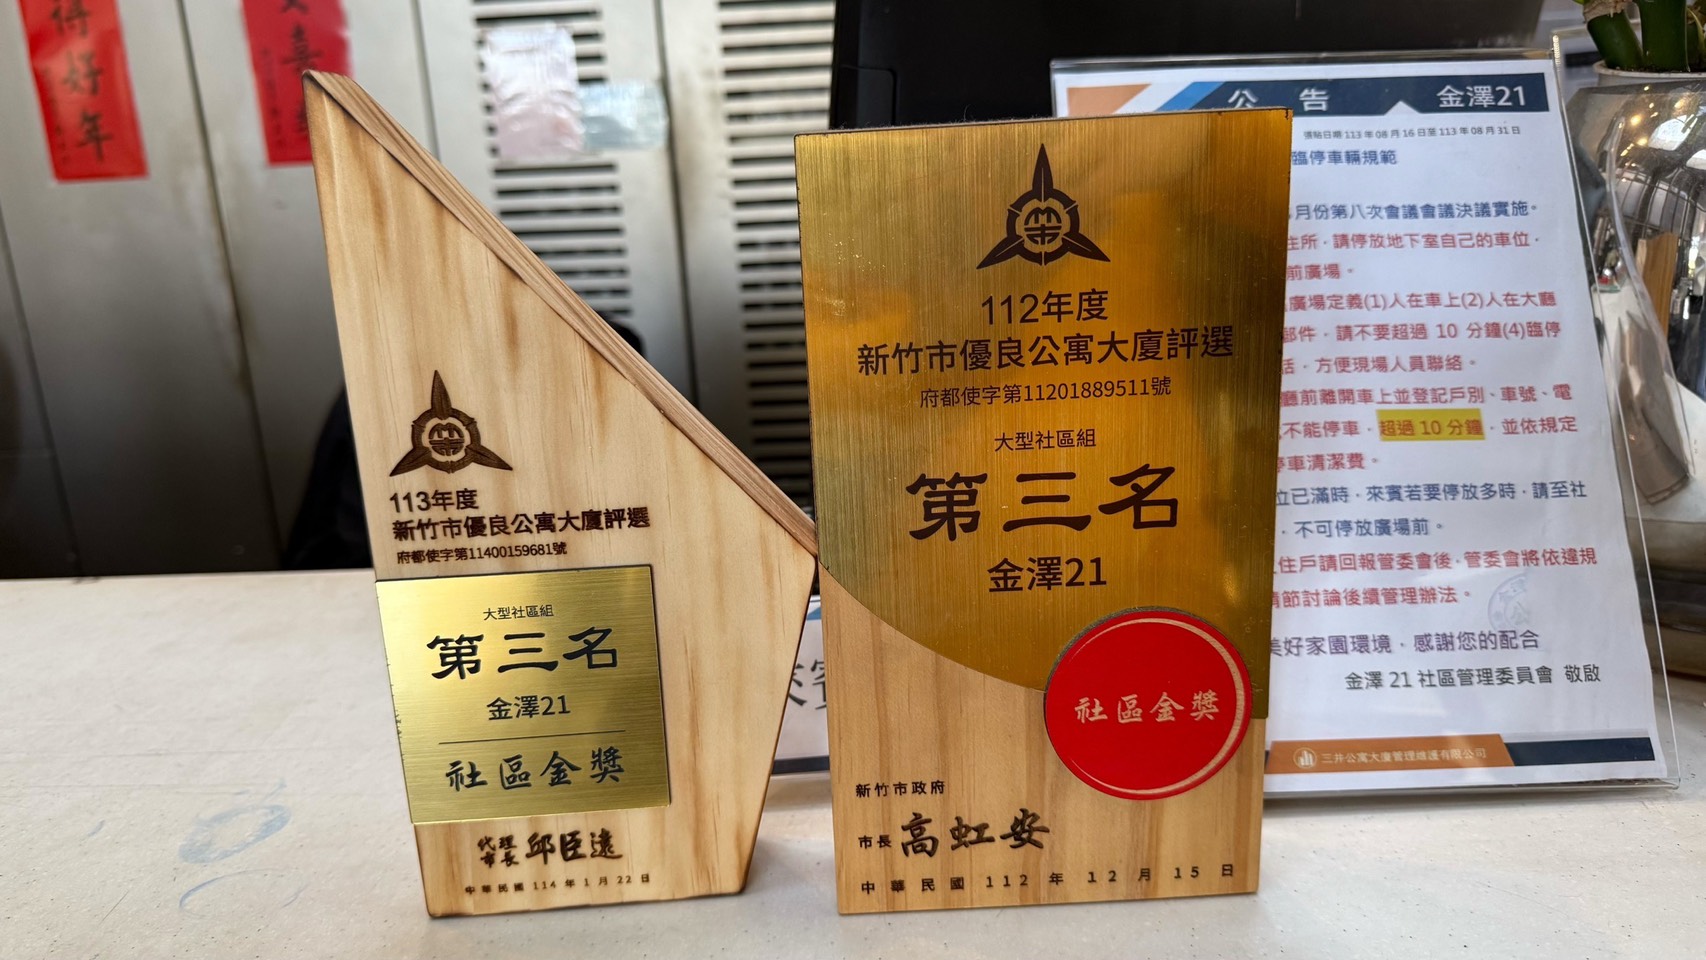 得好年
喜
113年度
新竹市優良公寓大廈評選
府都使字第11400159681號
大型社區組
第三名
金澤21
社區金獎
代理市長 邱臣遠
中華民國 114 年 1 月 22 日
112年度
新竹市優良公寓大廈評選
府都使字第11201889511號
大型社區組
第三名
金澤21
社區金獎
新竹市政府
市長 高虹安
中華民國 112 年 12 月 15 日
公告 金澤21
張貼日期 113 年 08 月 16 日至 113 年 08 月 31 日
臨停車輛規範
月份第八次會議會議決議實施。
住所，請停放地下室自己的車位，
前廣場。
廣場定義(1)人在車上(2)人在大廳
郵件，請不要超過 10 分鐘(4)臨停
話，方便現場人員聯絡。
廳前離開車上並登記戶別、車號、電
不能停車，超過 10 分鐘，並依規定
停車清潔費。
位已滿時，來賓若要停放多時，請至社
，不可停放廣場前。
住戶請回報管委會後，管委會將依違規
情節討論後續管理辦法。
美好家園環境，感謝您的配合
金澤 21 社區管理委員會 敬啟
三井公寓大廈管理維護有限公司